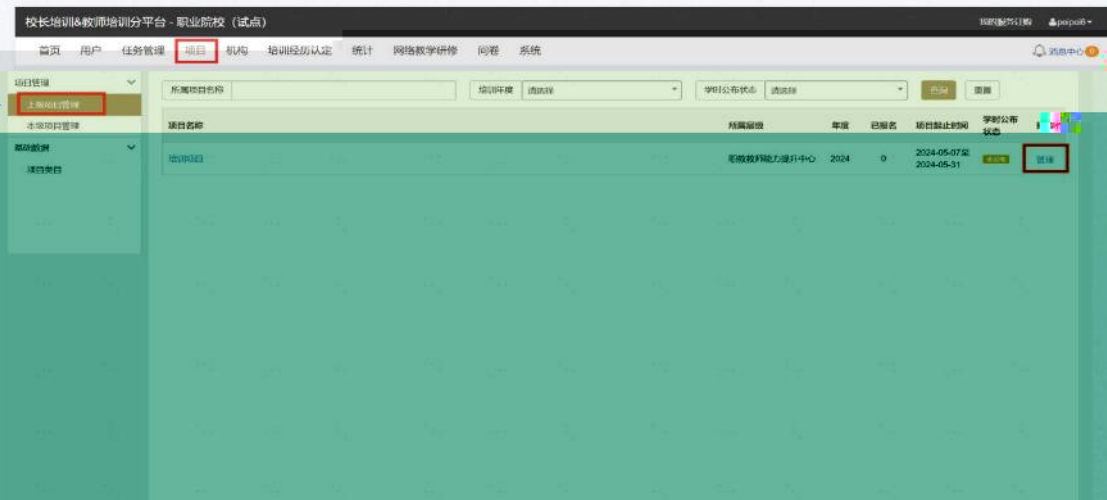 校长培训&教师培训分平台 - 职业院校（试点）
peipei6
首页 用户 任务管理 项目 机构 培训经历认定 统计 网络教学研修 问卷 系统
消息中心 0
项目管理
上级项目管理
本级项目管理
基础数据
项目类目
所属项目名称 培训年度 请选择 学时公布状态 请选择 查询 重置
项目名称 所属层级 年度 已报名 项目起止时间 学时公布状态
培训项目 职教教师能力提升中心 2024 0 2024-05-07至 2024-05-31 未公布 管理